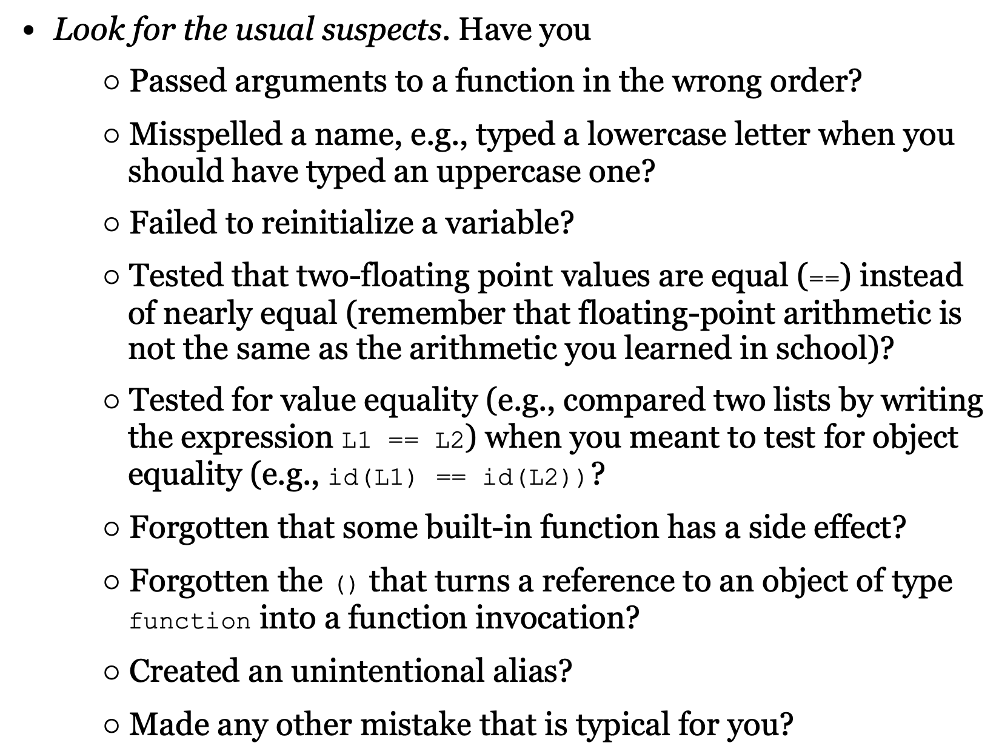 • Look for the usual suspects. Have you
○ Passed arguments to a function in the wrong order?
○ Misspelled a name, e.g., typed a lowercase letter when you
should have typed an uppercase one?
○ Failed to reinitialize a variable?
○ Tested that two-floating point values are equal (==) instead
of nearly equal (remember that floating-point arithmetic is
not the same as the arithmetic you learned in school)?
○ Tested for value equality (e.g., compared two lists by writing
the expression L1 == L2) when you meant to test for object
equality (e.g., id(L1) == id(L2))?
○ Forgotten that some built-in function has a side effect?
○ Forgotten the () that turns a reference to an object of type
function into a function invocation?
○ Created an unintentional alias?
○ Made any other mistake that is typical for you?